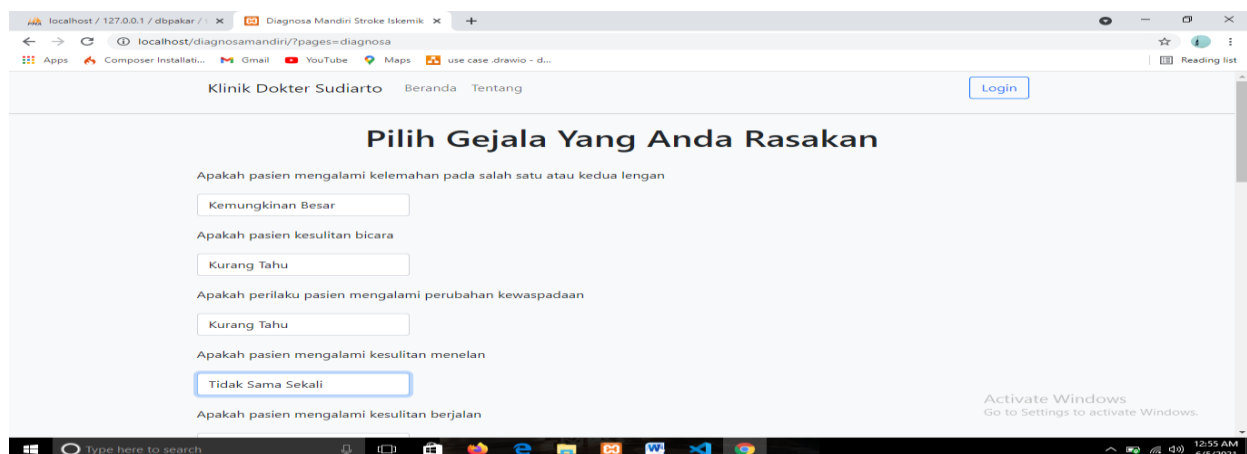 localhost / 127.0.0.1 / dbpakar /
Diagnosa Mandiri Stroke Iskemik
localhost/diagnosamandiri/?pages=diagnosa
Apps Composer Installati... Gmail YouTube Maps use case .drawio - d... Reading list
Klinik Dokter Sudiarto Beranda Tentang Login
Pilih Gejala Yang Anda Rasakan
Apakah pasien mengalami kelemahan pada salah satu atau kedua lengan
Kemungkinan Besar
Apakah pasien kesulitan bicara
Kurang Tahu
Apakah perilaku pasien mengalami perubahan kewaspadaan
Kurang Tahu
Apakah pasien mengalami kesulitan menelan
Tidak Sama Sekali
Apakah pasien mengalami kesulitan berjalan
Activate Windows
Go to Settings to activate Windows.
Type here to search
12:55 AM